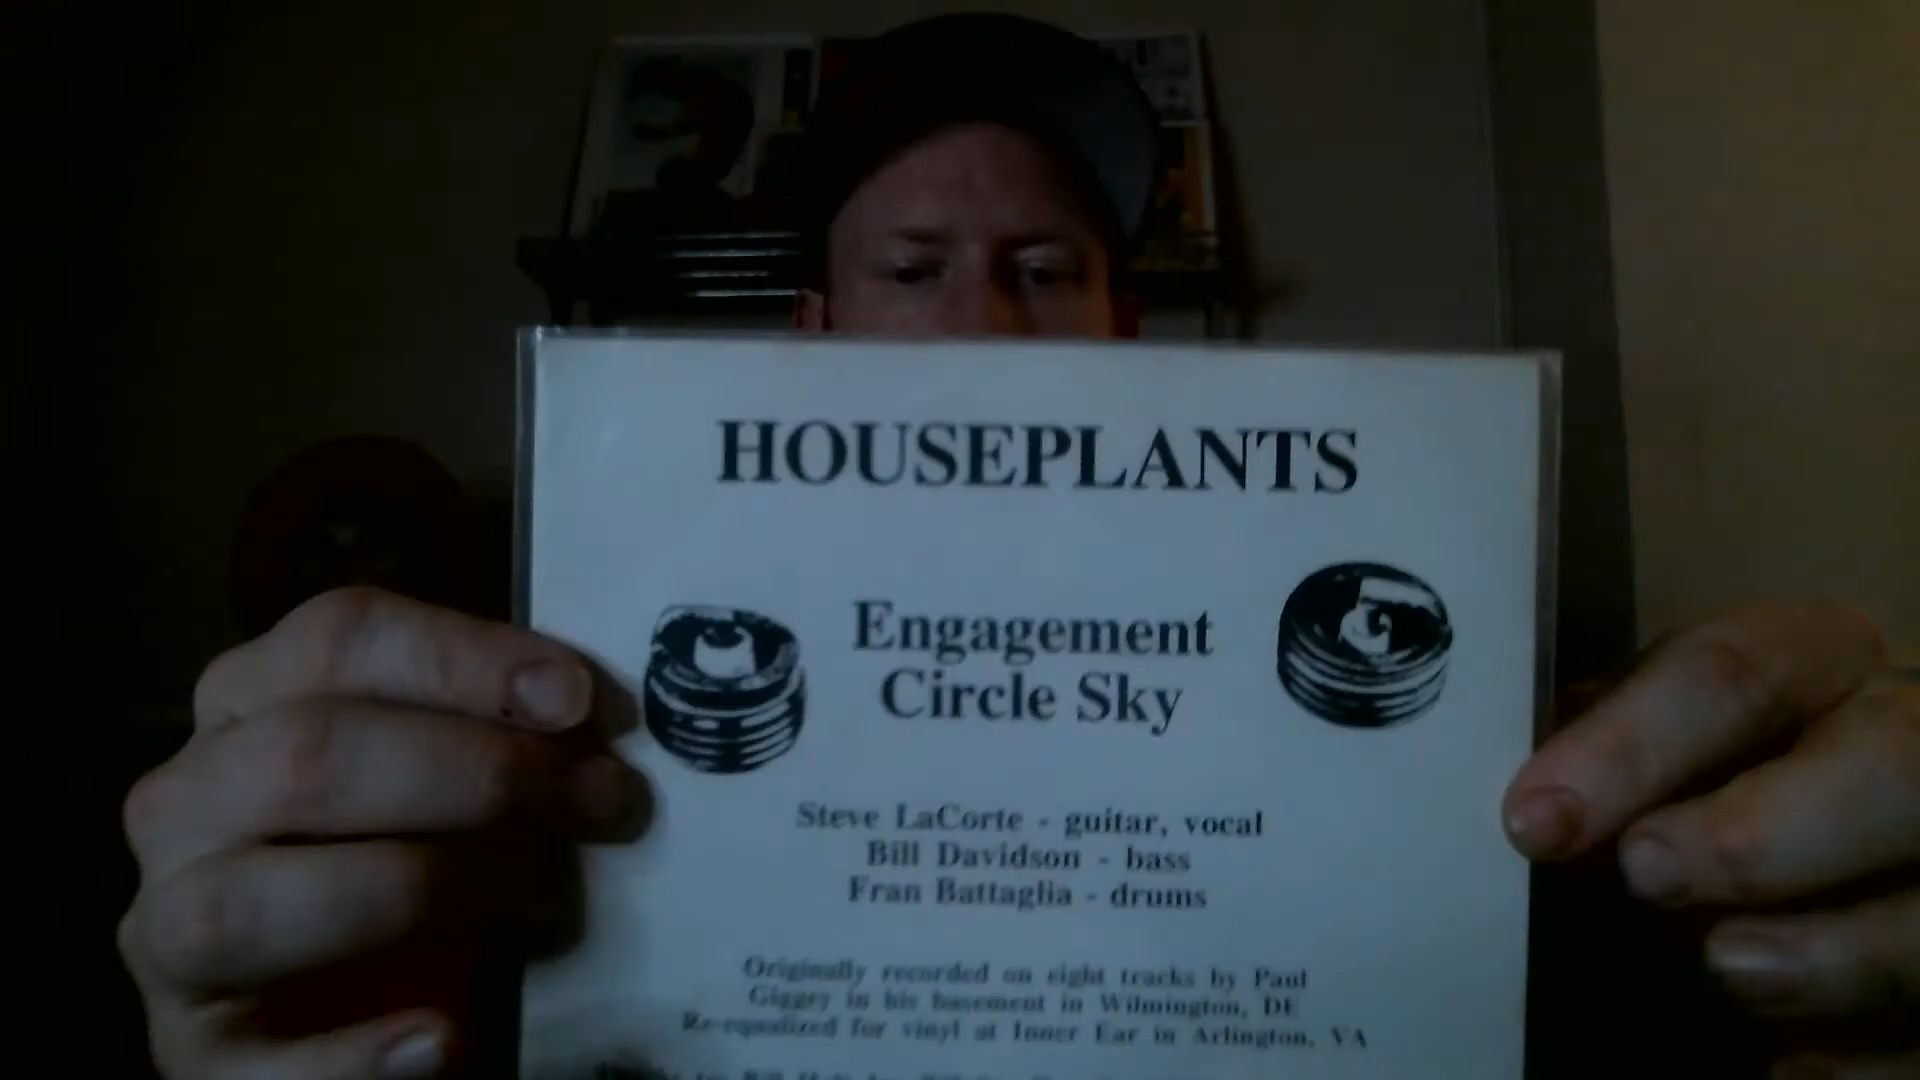 HOUSEPLANTS
Engagement
Circle Sky
Steve LaCorte - guitar, vocal
Bill Davidson - bass
Fran Battaglia - drums
Originally recorded on eight tracks by Paul
Giggey in his basement in Wilmington, DE
Re-equalized for vinyl at Inner Ear in Arlington, VA